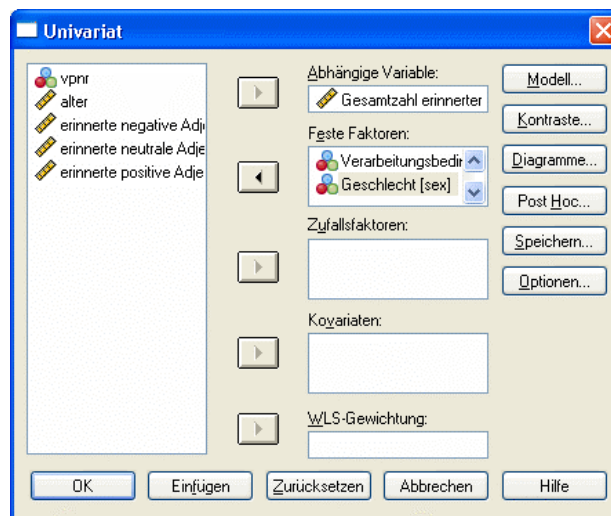 Univariat
vpnr
alter
erinnerte negative Adj
erinnerte neutrale Adje
erinnerte positive Adje
Abhängige Variable:
Gesamtzahl erinnerter
Feste Faktoren:
Verarbeitungsbedir
Geschlecht [sex]
Zufallsfaktoren:
Kovariaten:
WLS-Gewichtung:
Modell...
Kontraste...
Diagramme...
Post Hoc...
Speichern...
Optionen...
OK
Einfügen
Zurücksetzen
Abbrechen
Hilfe